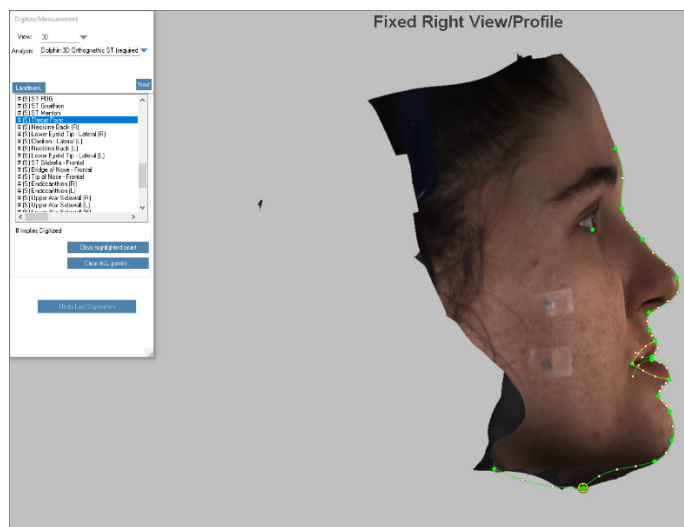 Digitize/Measurement
Fixed Right View/Profile
View: 3D
Analysis: Dolphin 3D Orthognathic ST (required
Next
Landmark
# (S) ST POG
# (S) ST Gnathion
# (S) ST Menton
# (S) Throat Point
# (S) Neckline Back (R)
# (S) Lower Eyelid Tip - Lateral (R)
# (S) Cheilion - Lateral (L)
# (S) Neckline Back (L)
# (S) Lower Eyelid Tip - Lateral (L)
# (S) ST Glabella - Frontal
# (S) Bridge of Nose - Frontal
# (S) Tip of Nose - Frontal
# (S) Endocanthion (R)
# (S) Endocanthion (L)
# (S) Upper Alar Sidewall (R)
# (S) Upper Alar Sidewall (L)
# Implies Digitized
Clear highlighted point
Clear ALL points
Undo Last Digitization